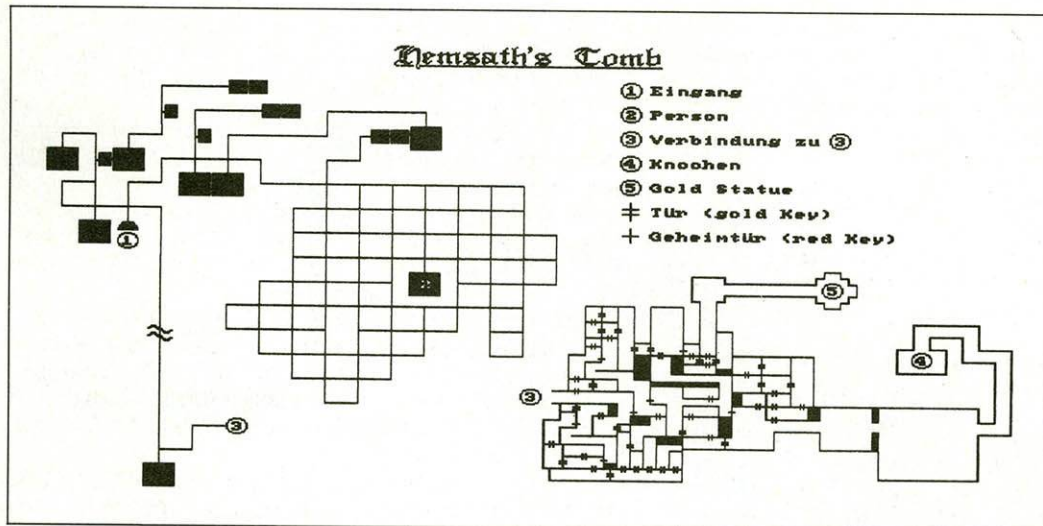 Nemsath's Tomb
① Eingang
② Person
③ Verbindung zu ③
④ Knochen
⑤ Gold Statue
Tür (gold Key)
Geheimtür (red Key)
①
⑤
④
③
③